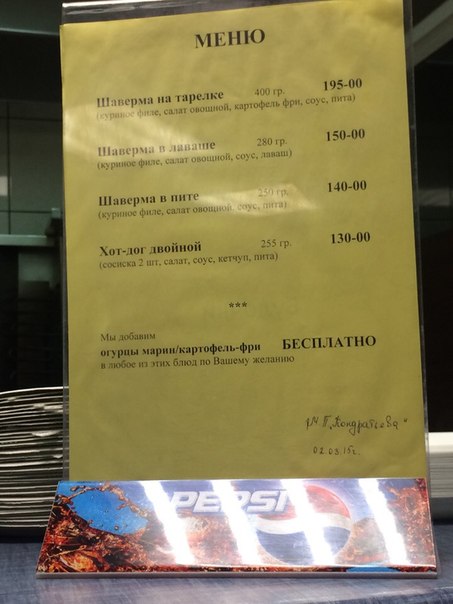 МЕНЮ
Шаверма на тарелке 400 гр. 195-00
(куриное филе, салат овощной, картофель фри, соус, пита)
Шаверма в лаваше 280 гр. 150-00
(куриное филе, салат овощной, соус, лаваш)
Шаверма в пите 250 гр. 140-00
(куриное филе, салат овощной, соус, пита)
Хот-дог двойной 255 гр. 130-00
(сосиска 2 шт, салат, соус, кетчуп, пита)
***
Мы добавим
огурцы марин/картофель-фри БЕСПЛАТНО
в любое из этих блюд по Вашему желанию
"Кондратьева"
02.03.15г.
PEPSI